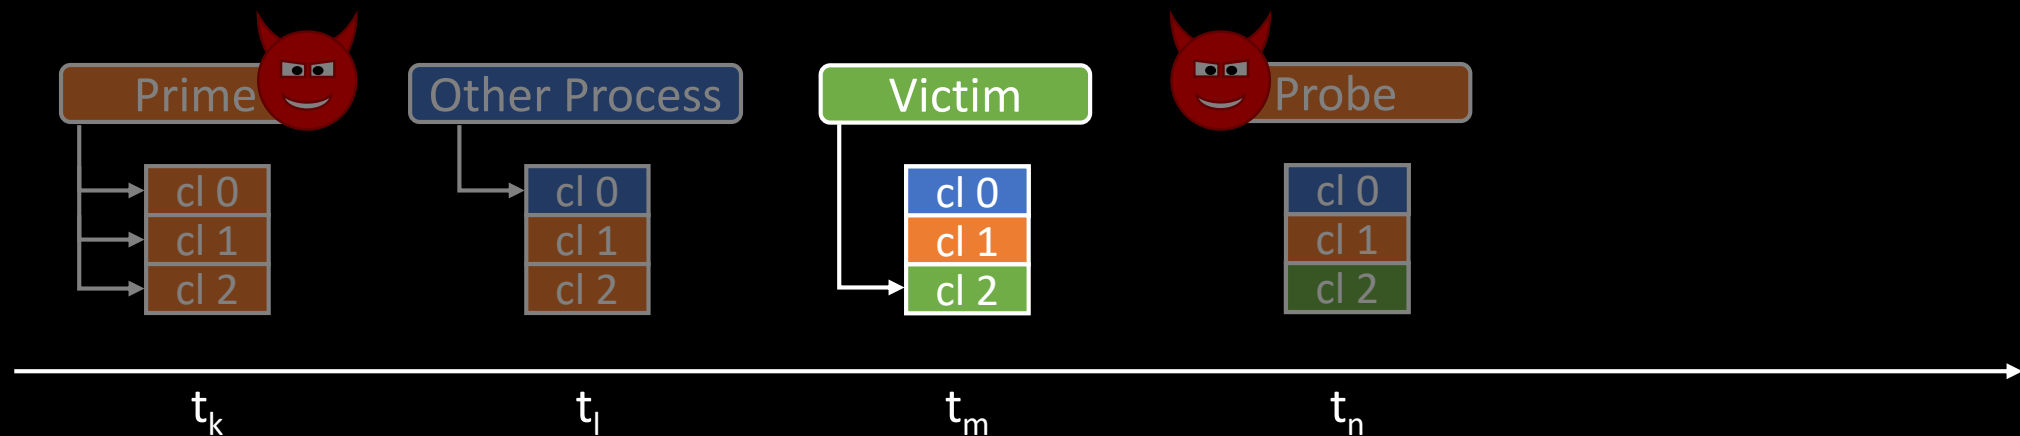 Prime
Other Process
Victim
Probe
cl 0
cl 1
cl 2
cl 0
cl 1
cl 2
cl 0
cl 1
cl 2
cl 0
cl 1
cl 2
tk
tl
tm
tn